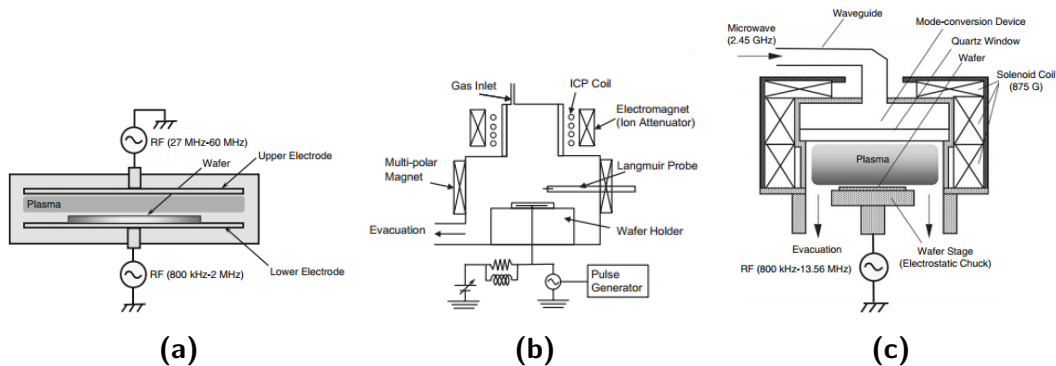 RF (27 MHz-60 MHz)
Wafer
Upper Electrode
Plasma
RF (800 kHz-2 MHz)
Lower Electrode
(a)
Gas Inlet
ICP Coil
Electromagnet
(Ion Attenuator)
Multi-polar
Magnet
Langmuir Probe
Evacuation
Wafer Holder
Pulse
Generator
(b)
Waveguide
Microwave
(2.45 GHz)
Mode-conversion Device
Quartz Window
Wafer
Solenoid Coil
(875 G)
Plasma
Evacuation
RF (800 kHz-13.56 MHz)
Wafer Stage
(Electrostatic Chuck)
(c)